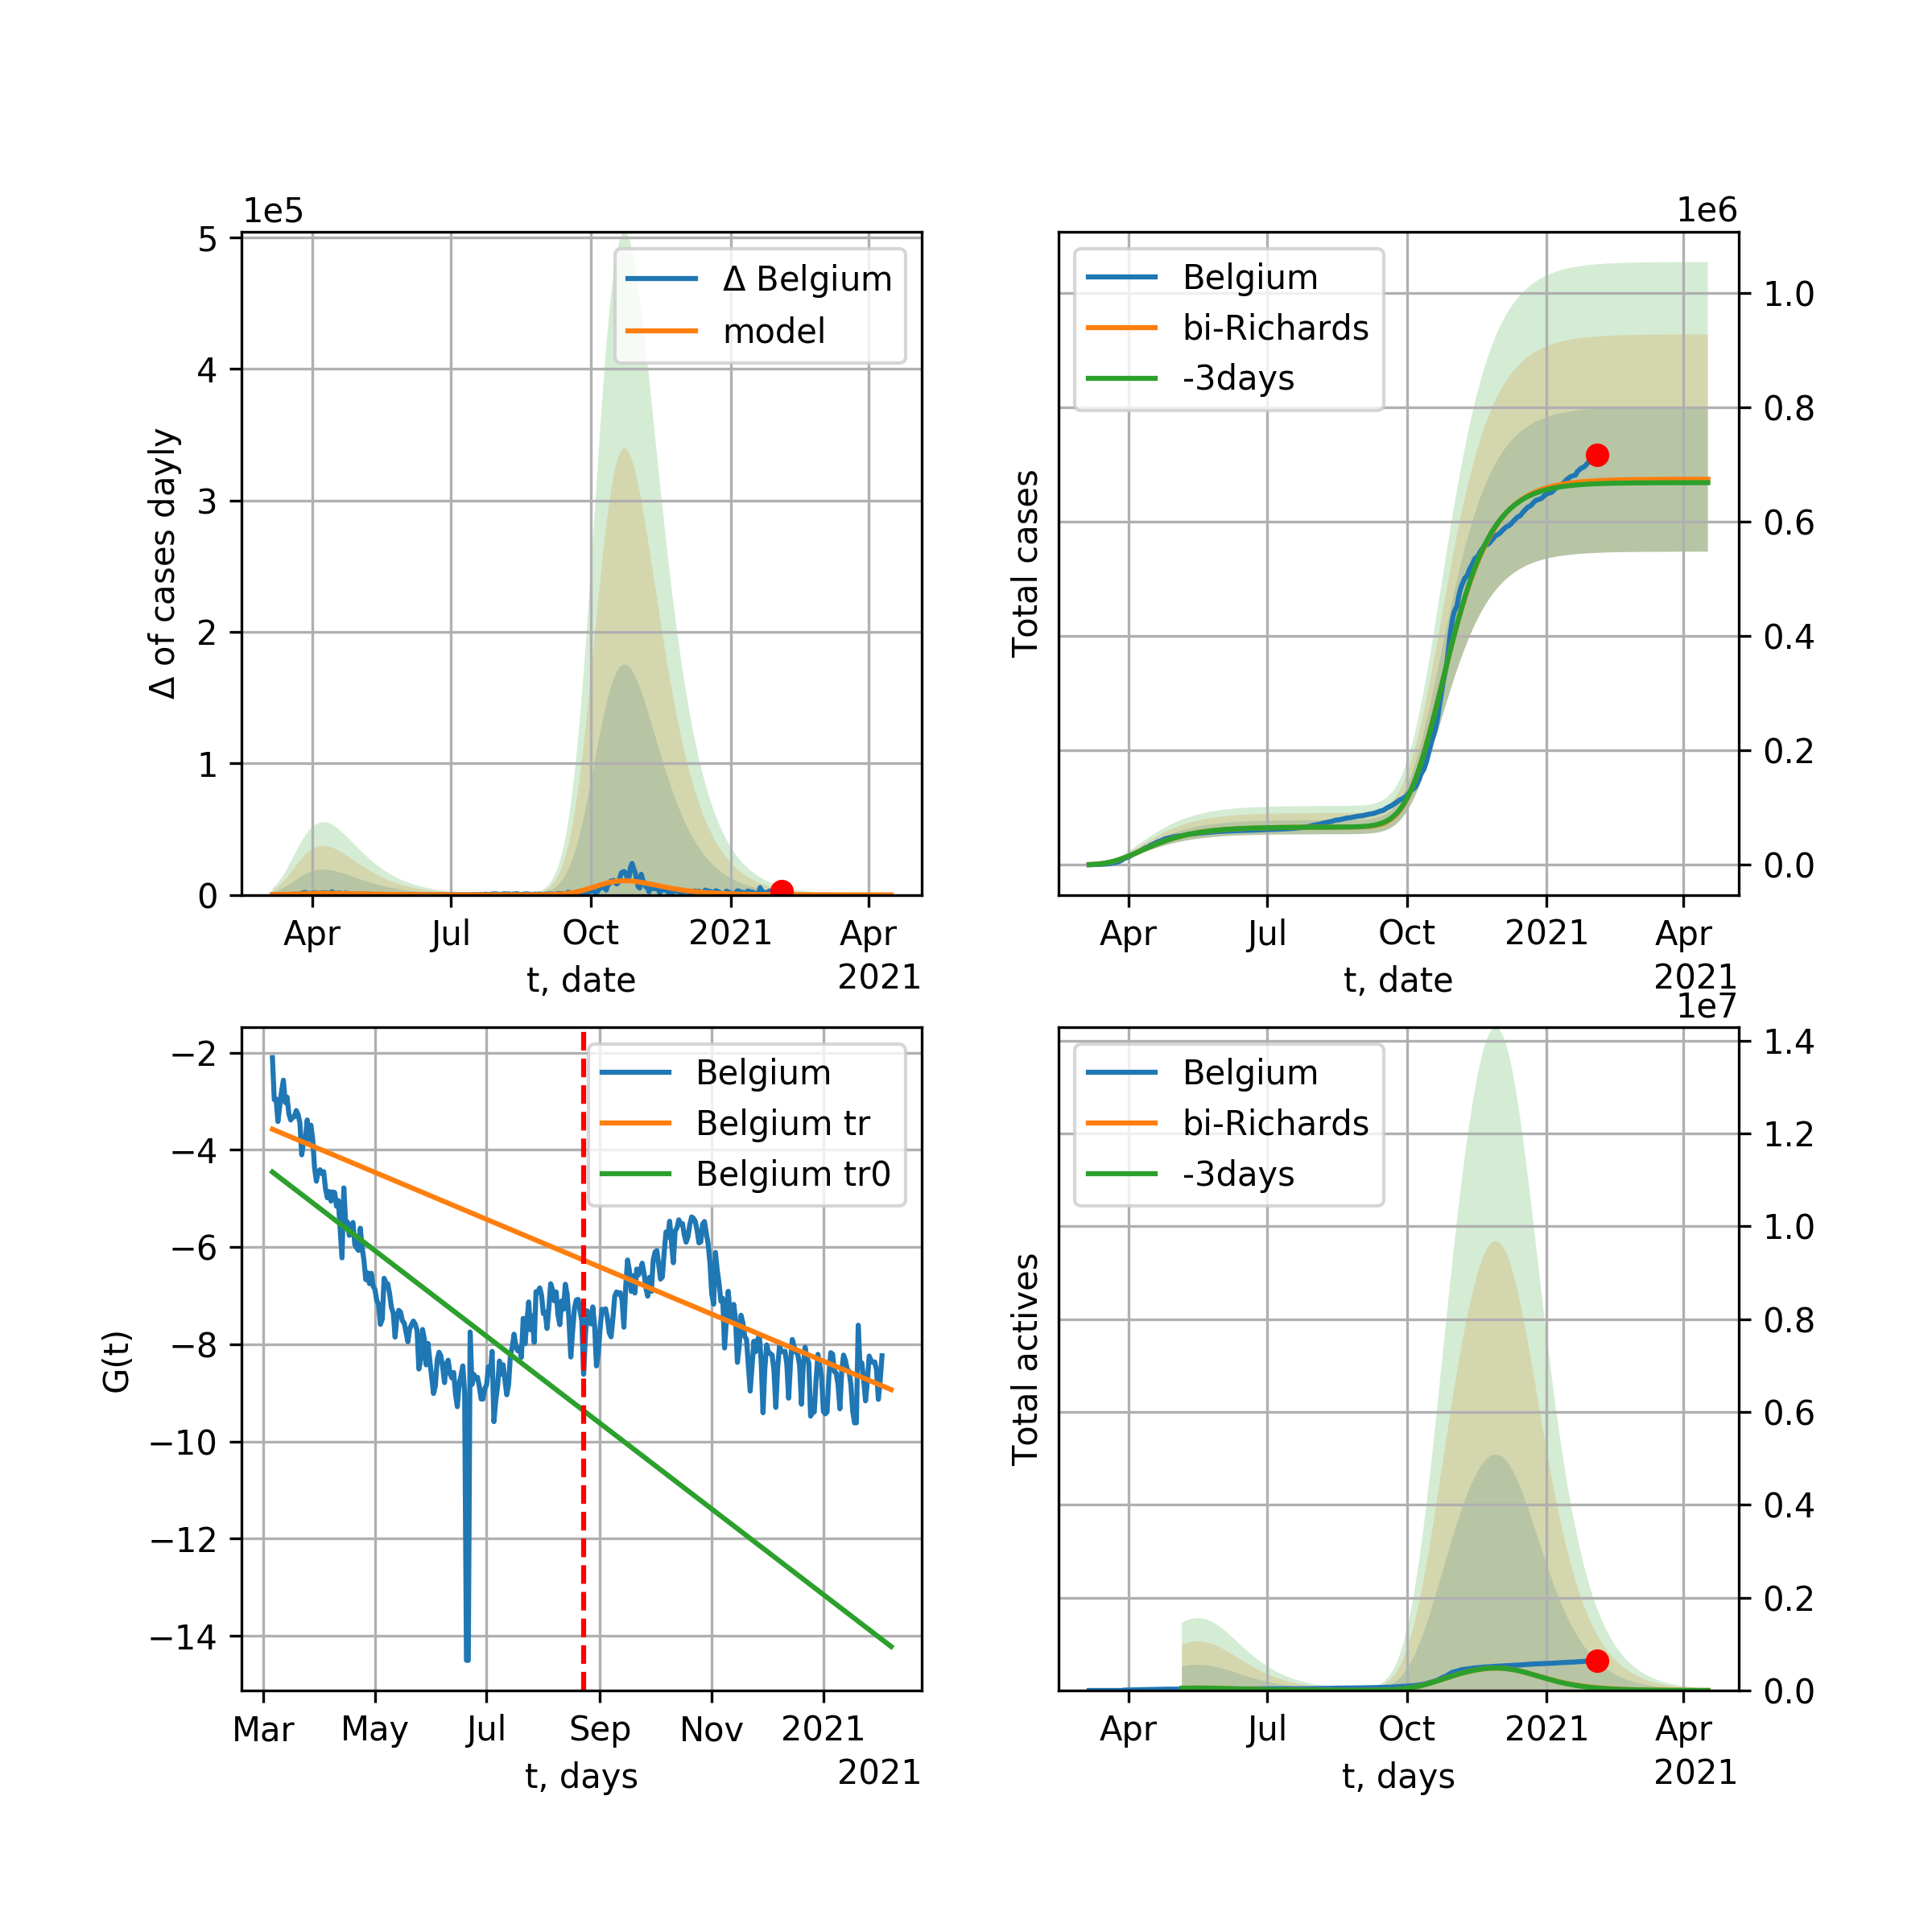 1e5
5
4
3
2
1
0
Δ of cases dayly
Δ Belgium
model
Apr
Jul
Oct
2021
Apr
t, date
2021
1e6
Belgium
bi-Richards
-3days
Total cases
1.0
0.8
0.6
0.4
0.2
0.0
Apr
Jul
Oct
2021
Apr
t, date
2021
−2
−4
−6
−8
−10
−12
−14
G(t)
Belgium
Belgium tr
Belgium tr0
Mar
May
Jul
Sep
Nov
2021
t, days
2021
1e7
Belgium
bi-Richards
-3days
Total actives
1.4
1.2
1.0
0.8
0.6
0.4
0.2
0.0
Apr
Jul
Oct
2021
Apr
t, days
2021